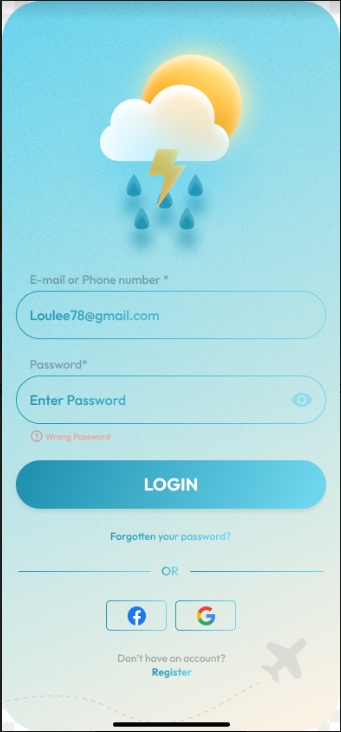 E-mail or Phone number *
Loulee78@gmail.com
Password*
Enter Password
Wrong Password
LOGIN
Forgotten your password?
OR
Don't have an account?
Register